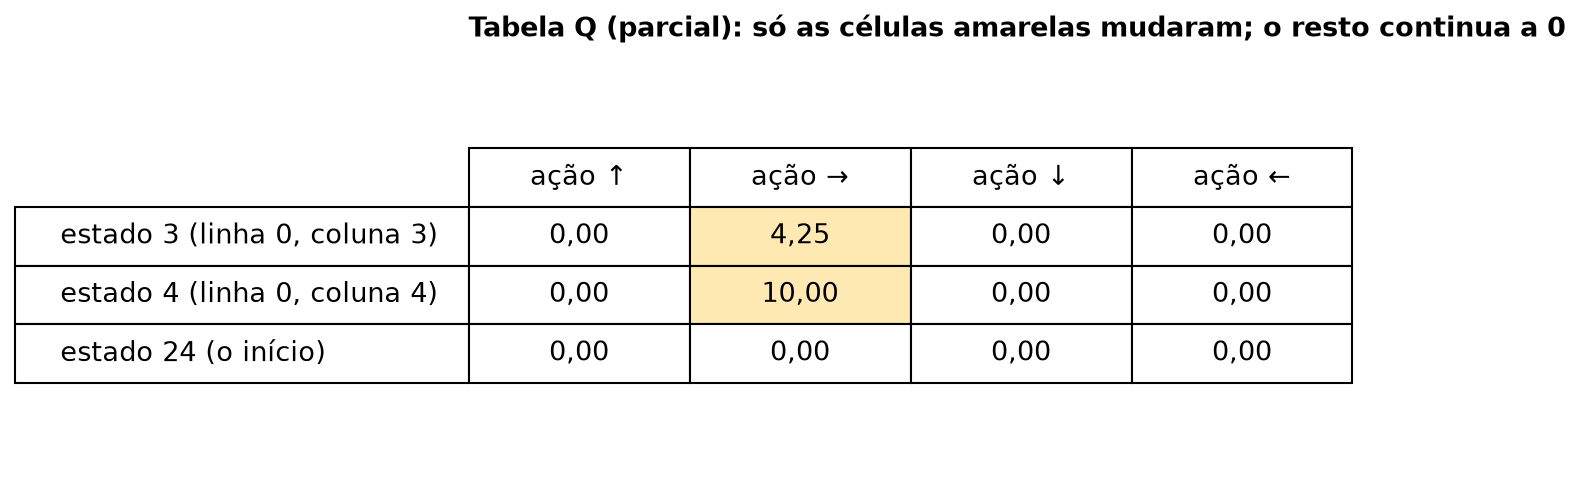 Tabela Q (parcial): só as células amarelas mudaram; o resto continua a 0
ação ↑ ação → ação ↓ ação ←
estado 3 (linha 0, coluna 3) 0,00 4,25 0,00 0,00
estado 4 (linha 0, coluna 4) 0,00 10,00 0,00 0,00
estado 24 (o início) 0,00 0,00 0,00 0,00